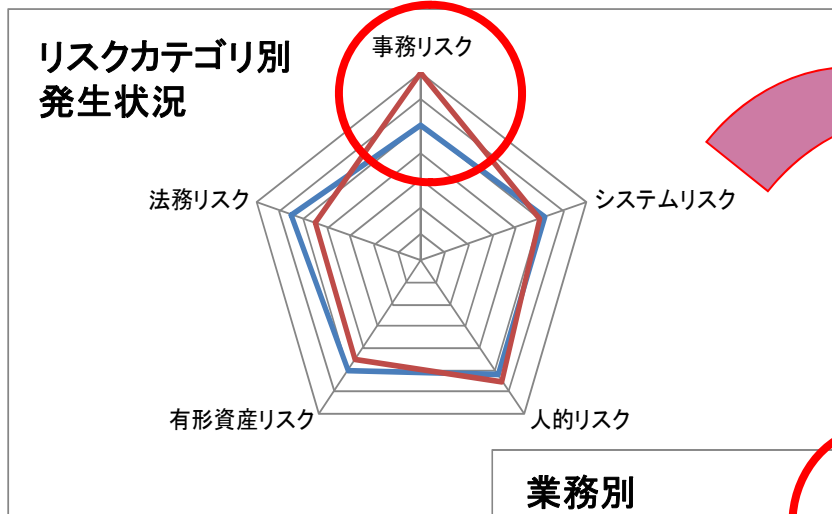 リスクカテゴリ別
発生状況
事務リスク
法務リスク
システムリスク
有形資産リスク
人的リスク
業務別